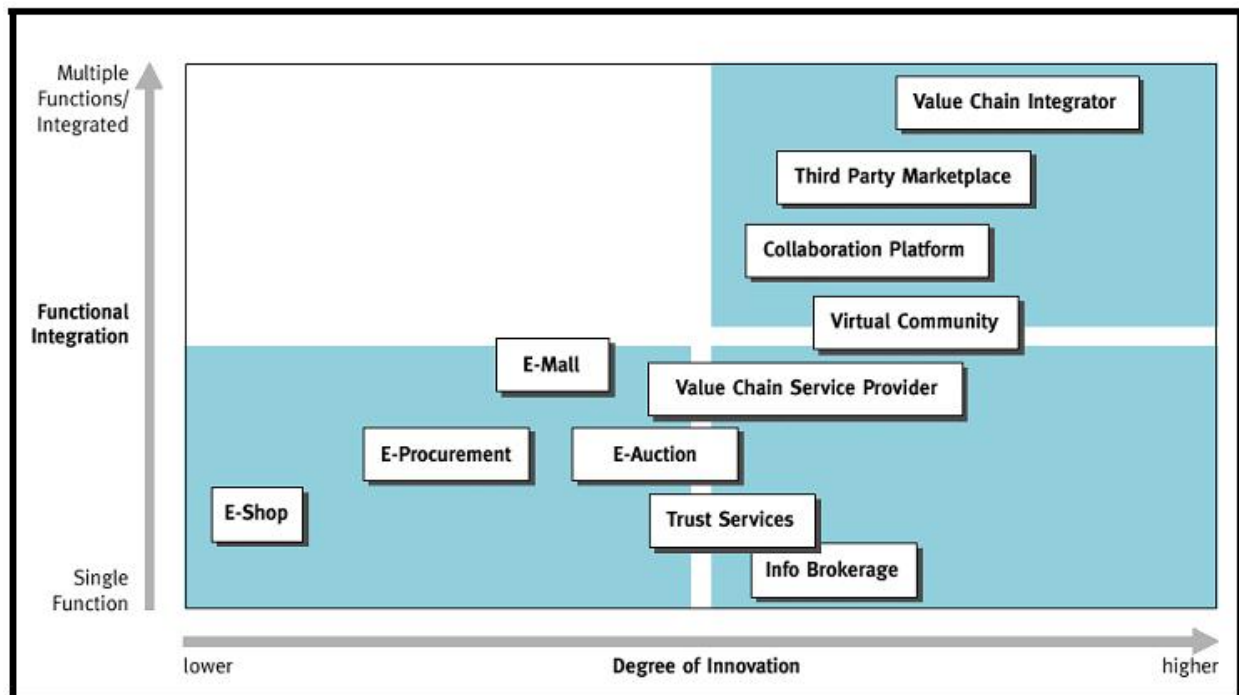 Multiple
Functions/
Integrated
Value Chain Integrator
Third Party Marketplace
Collaboration Platform
Functional
Integration
Virtual Community
E-Mall
Value Chain Service Provider
E-Procurement
E-Auction
E-Shop
Trust Services
Info Brokerage
Single
Function
lower
Degree of Innovation
higher